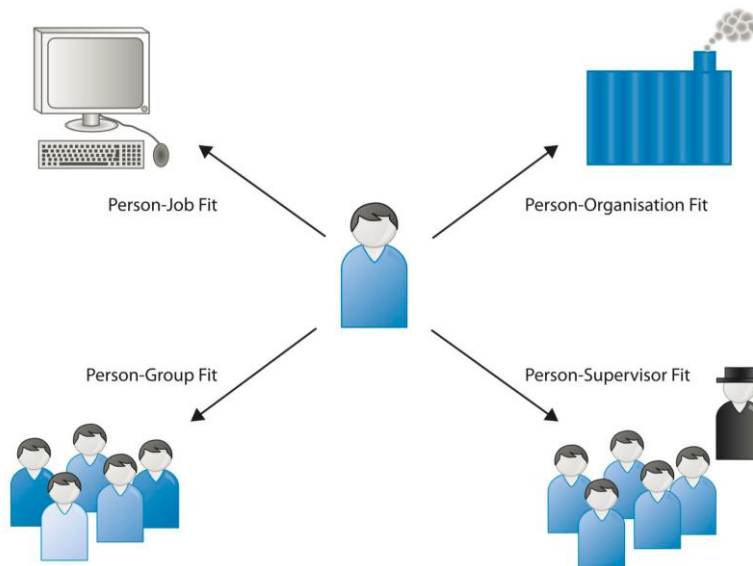 Person-Job Fit
Person-Organisation Fit
Person-Group Fit
Person-Supervisor Fit